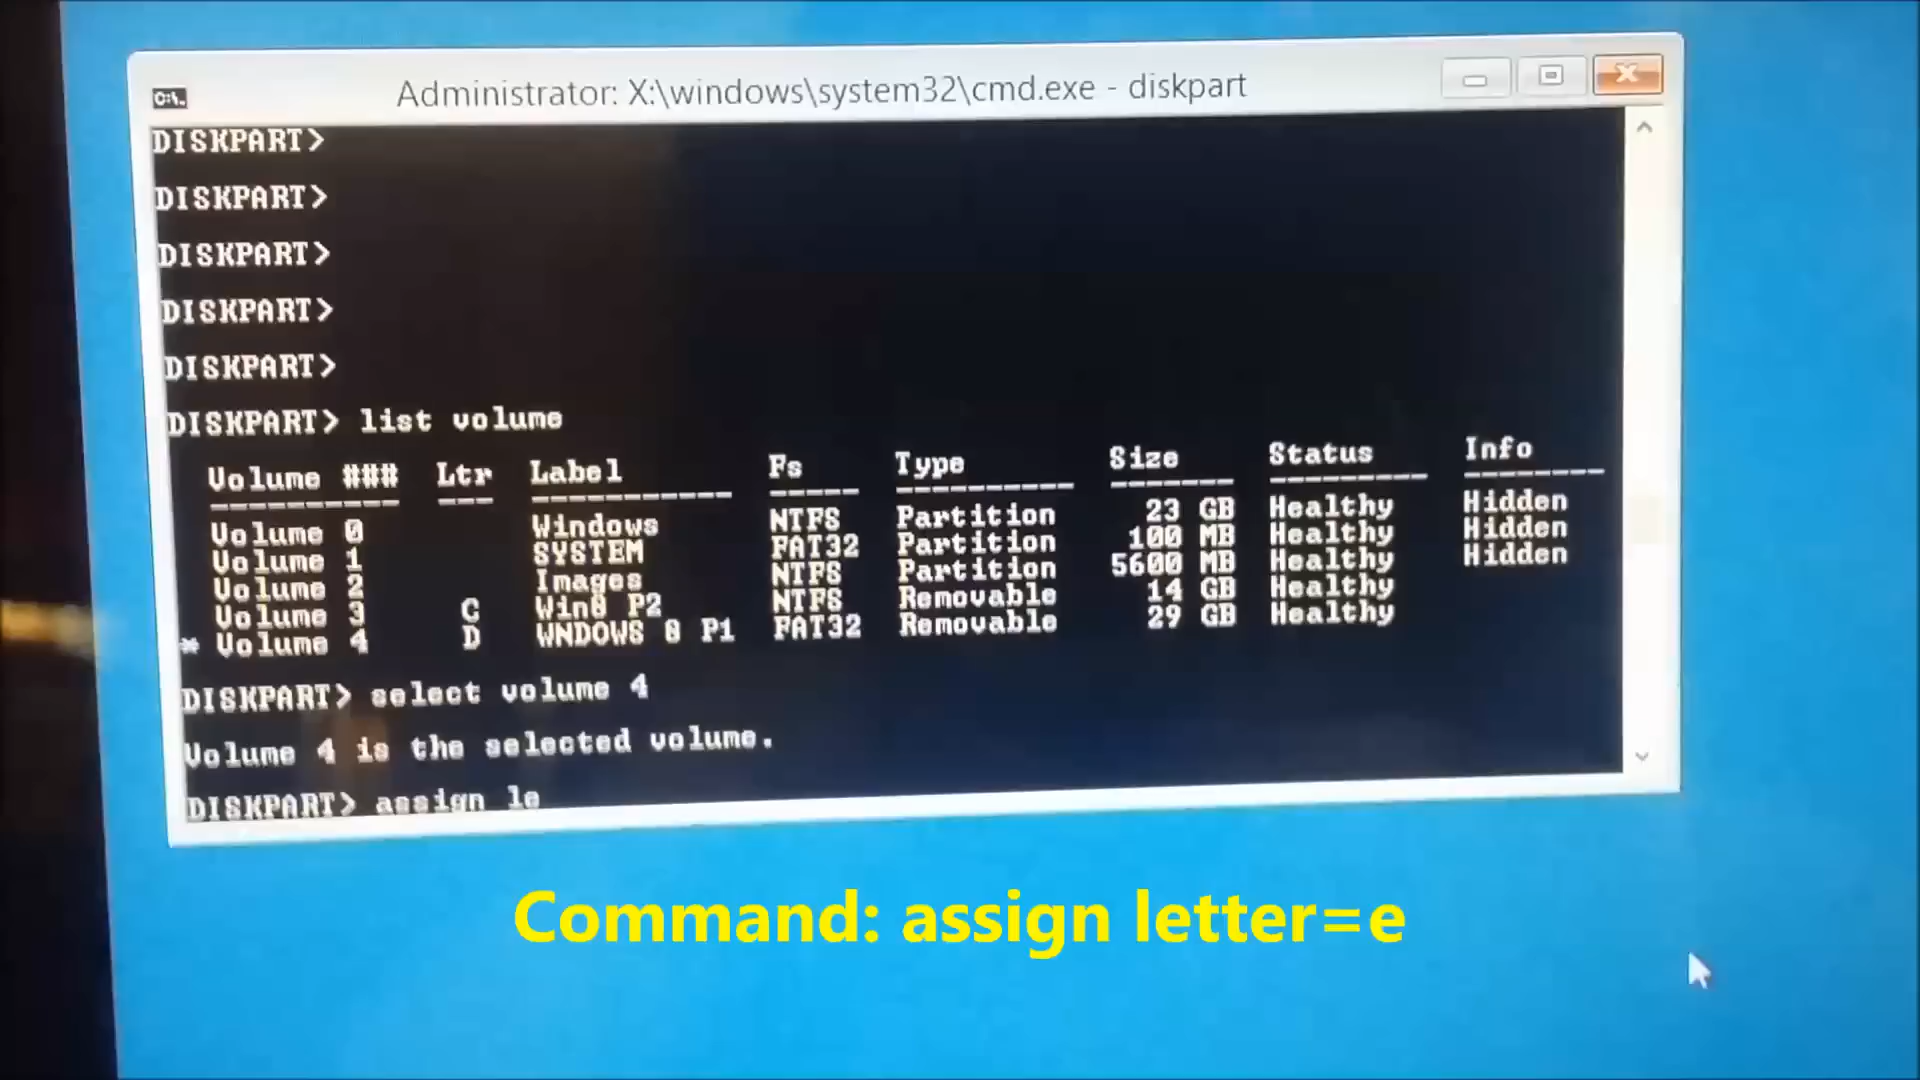 Administrator: X:\windows\system32\cmd.exe - diskpart
DISKPART>
DISKPART>
DISKPART>
DISKPART>
DISKPART>
DISKPART> list volume
Volume ### Ltr Label Fs Type Size Status Info
---------- --- ----------- ----- ---------- ------- --------- --------
Volume 0 Windows NTFS Partition 23 GB Healthy Hidden
Volume 1 SYSTEM FAT32 Partition 100 MB Healthy Hidden
Volume 2 Images NTFS Partition 5600 MB Healthy Hidden
Volume 3 C Win8 P2 NTFS Removable 14 GB Healthy
* Volume 4 D WNDOWS 8 P1 FAT32 Removable 29 GB Healthy
DISKPART> select volume 4
Volume 4 is the selected volume.
DISKPART> assign le
Command: assign letter=e